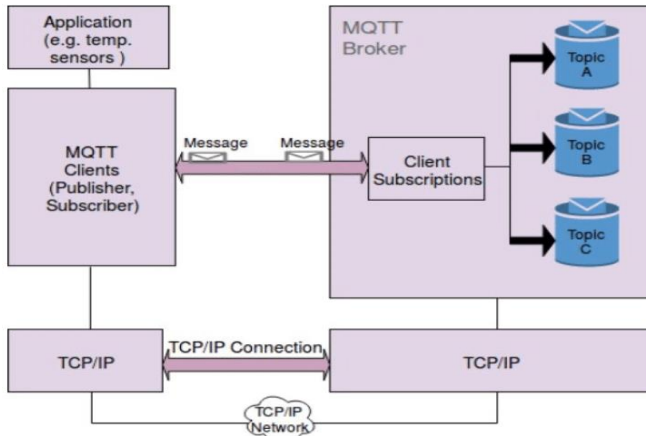 Application
(e.g. temp.
sensors )
MQTT
Broker
Topic
A
Topic
B
Topic
C
Message
Message
MQTT
Clients
(Publisher,
Subscriber)
Client
Subscriptions
TCP/IP
TCP/IP Connection
TCP/IP
TCP/IP
Network